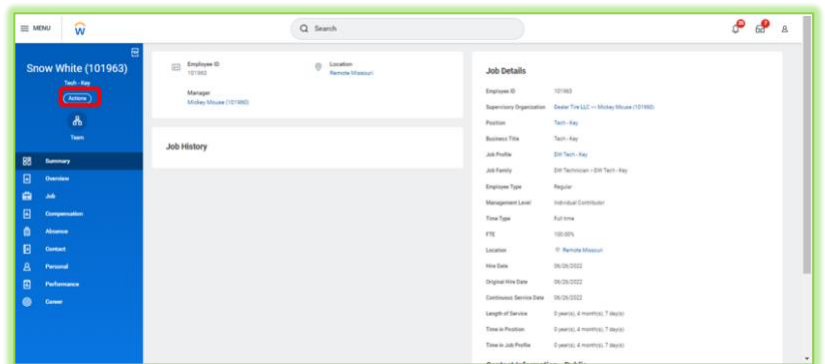 MENU
Search
Snow White (101963)
Tech - Key
Actions
Team
Summary
Overview
Job
Compensation
Absence
Contact
Personal
Performance
Career
Employee ID
101963
Location
Remote Missouri
Manager
Mickey Mouse (101960)
Job History
Job Details
Employee ID 101963
Supervisory Organization Dealer Tire LLC — Mickey Mouse (101960)
Position Tech - Key
Business Title Tech - Key
Job Profile DW Tech - Key
Job Family DW Technician > DW Tech - Key
Employee Type Regular
Management Level Individual Contributor
Time Type Full time
FTE 100.00%
Location Remote Missouri
Hire Date 06/26/2022
Original Hire Date 06/26/2022
Continuous Service Date 06/26/2022
Length of Service 0 year(s), 4 month(s), 7 day(s)
Time in Position 0 year(s), 4 month(s), 7 day(s)
Time in Job Profile 0 year(s), 4 month(s), 7 day(s)